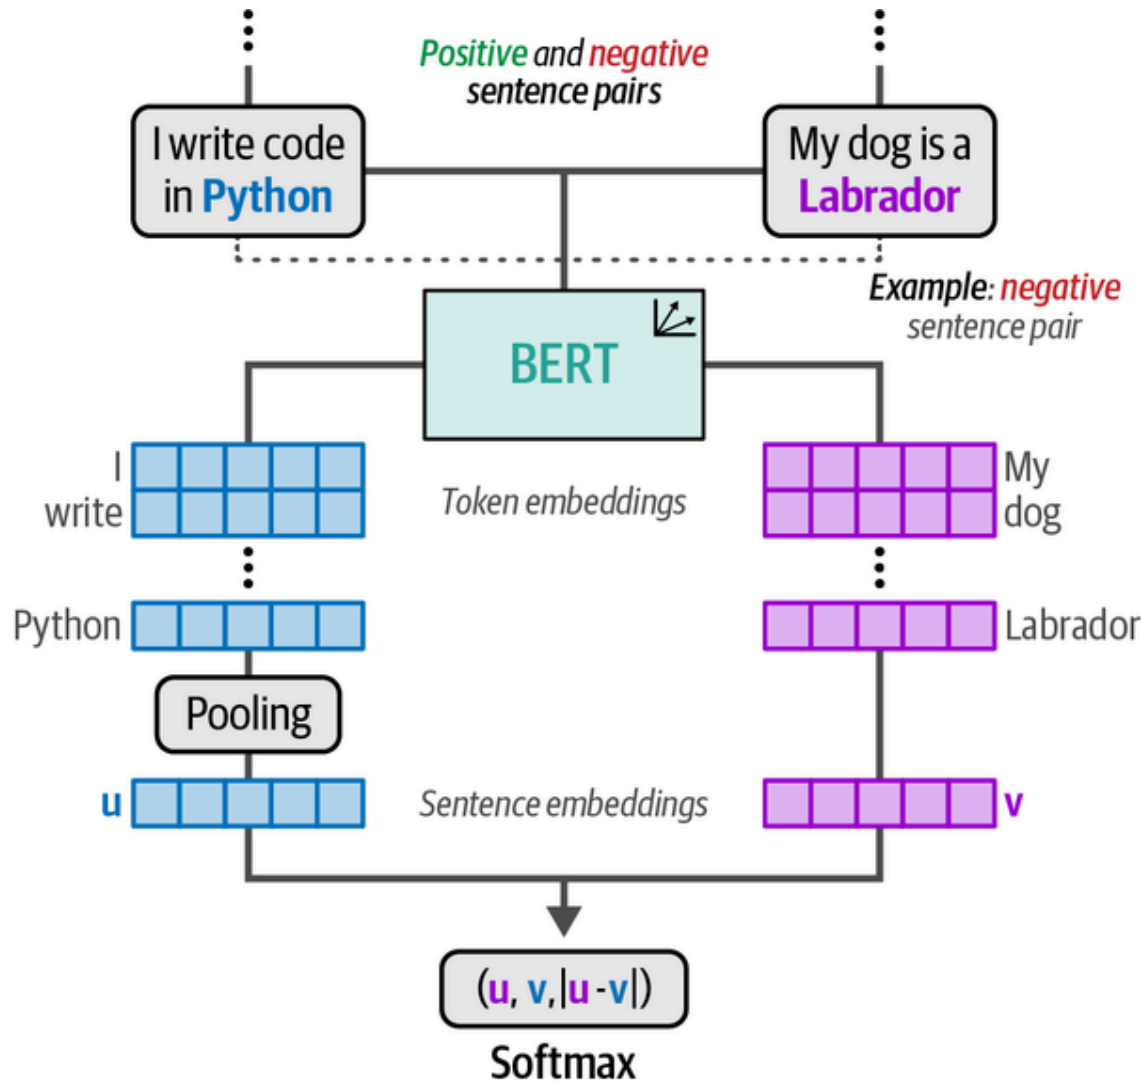 Positive and negative
sentence pairs
I write code
in Python
My dog is a
Labrador
Example: negative
sentence pair
BERT
I
write
Token embeddings
My
dog
Python
Labrador
Pooling
u
Sentence embeddings
v
(u, v,|u -v|)
Softmax